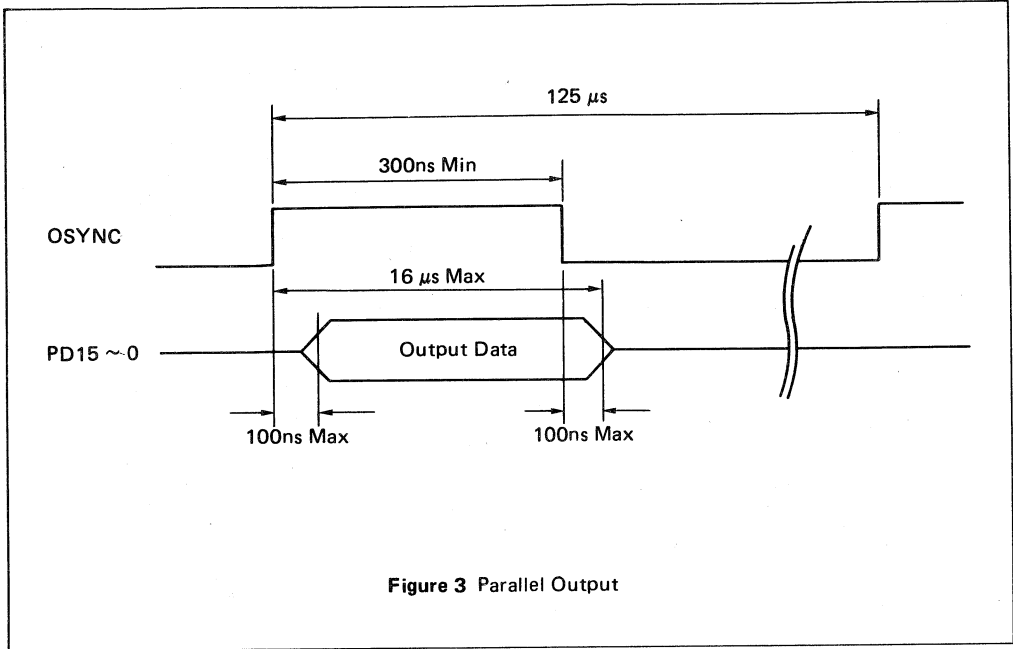 125 μs
300ns Min
OSYNC
16 μs Max
PD15 ~ 0
Output Data
100ns Max
100ns Max
Figure 3 Parallel Output